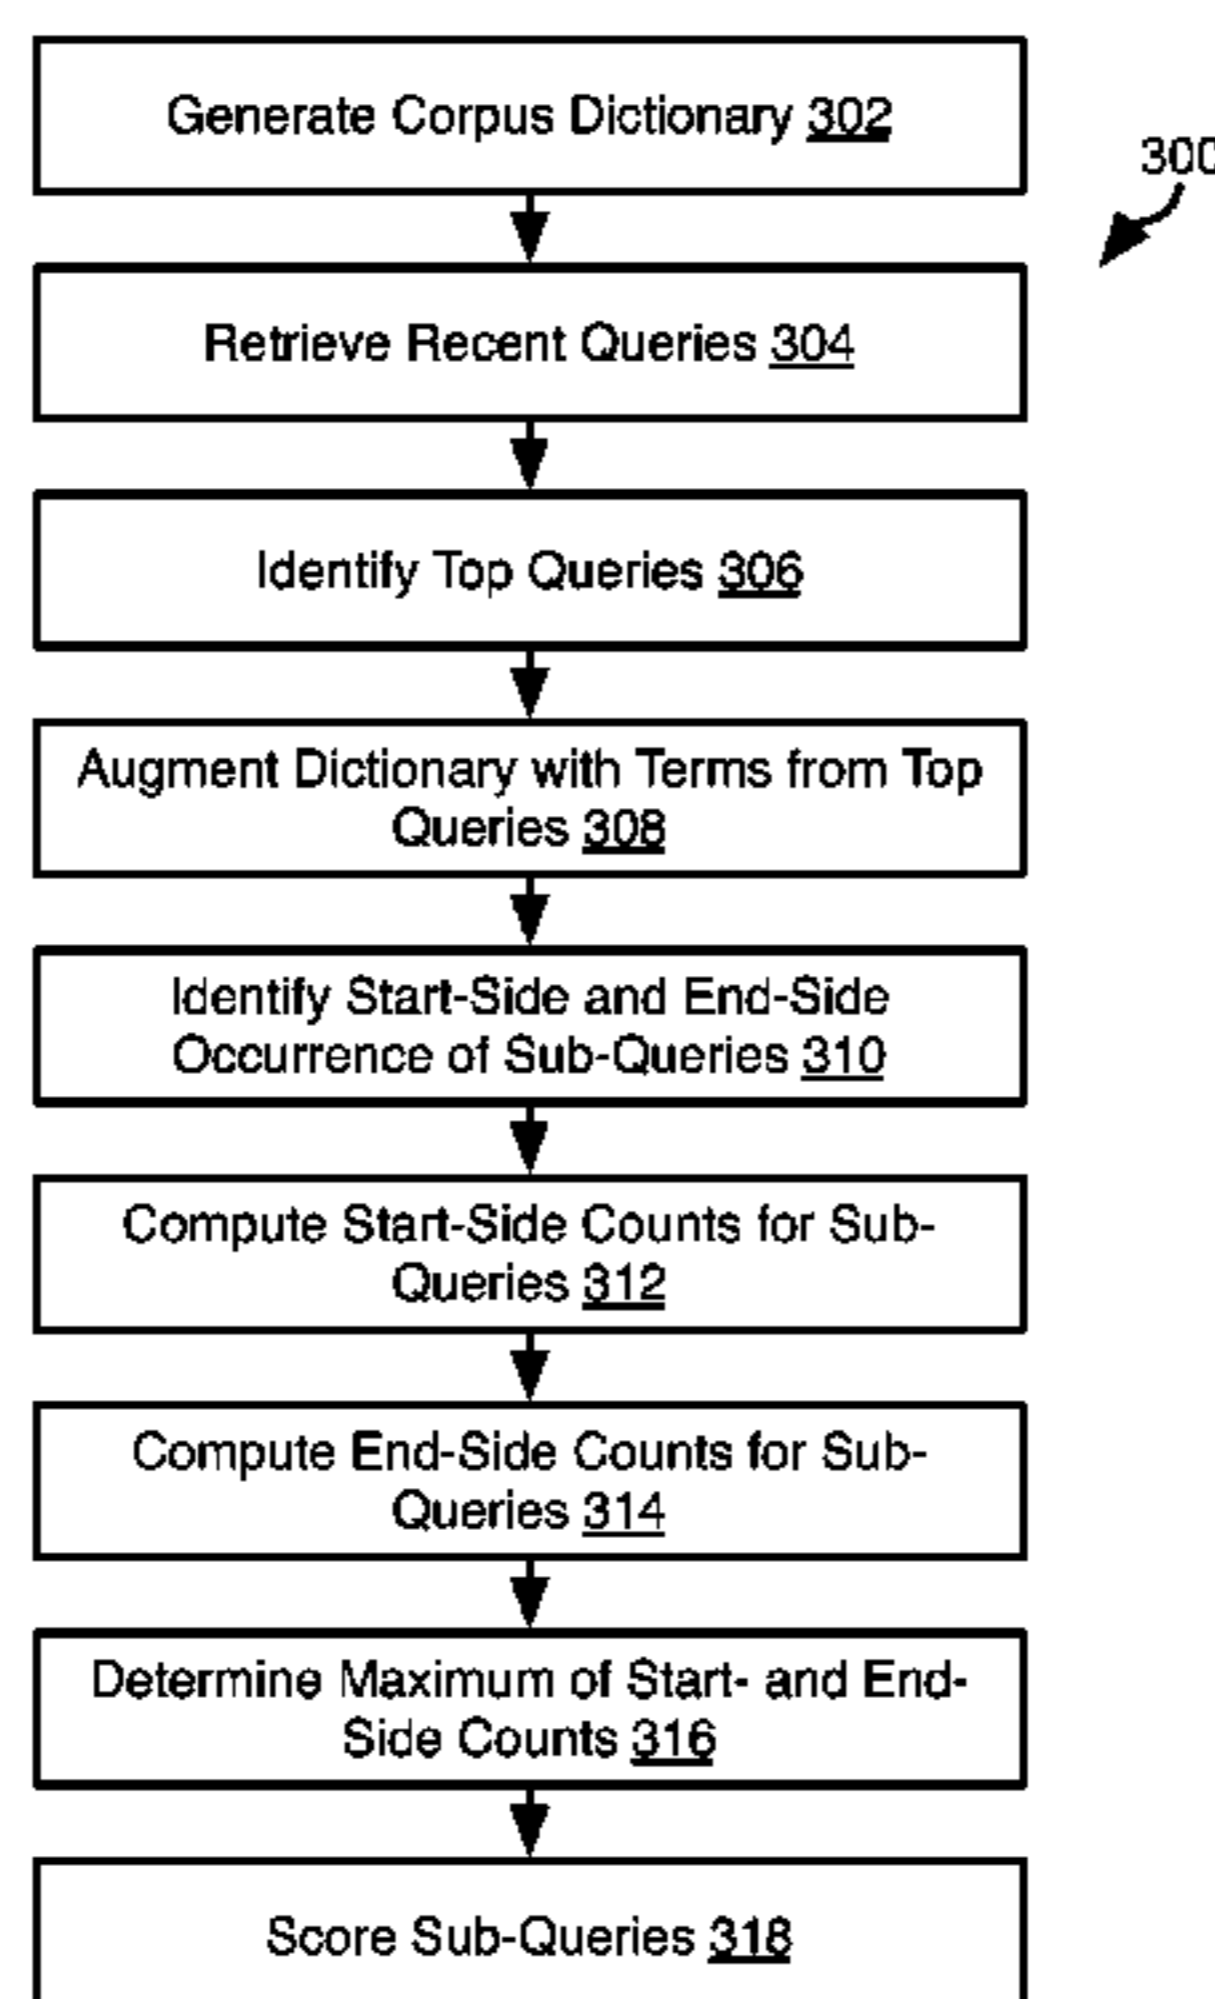 Generate Corpus Dictionary 302
300
Retrieve Recent Queries 304
Identify Top Queries 306
Augment Dictionary with Terms from Top
Queries 308
Identify Start-Side and End-Side
Occurrence of Sub-Queries 310
Compute Start-Side Counts for Sub-
Queries 312
Compute End-Side Counts for Sub-
Queries 314
Determine Maximum of Start- and End-
Side Counts 316
Score Sub-Queries 318